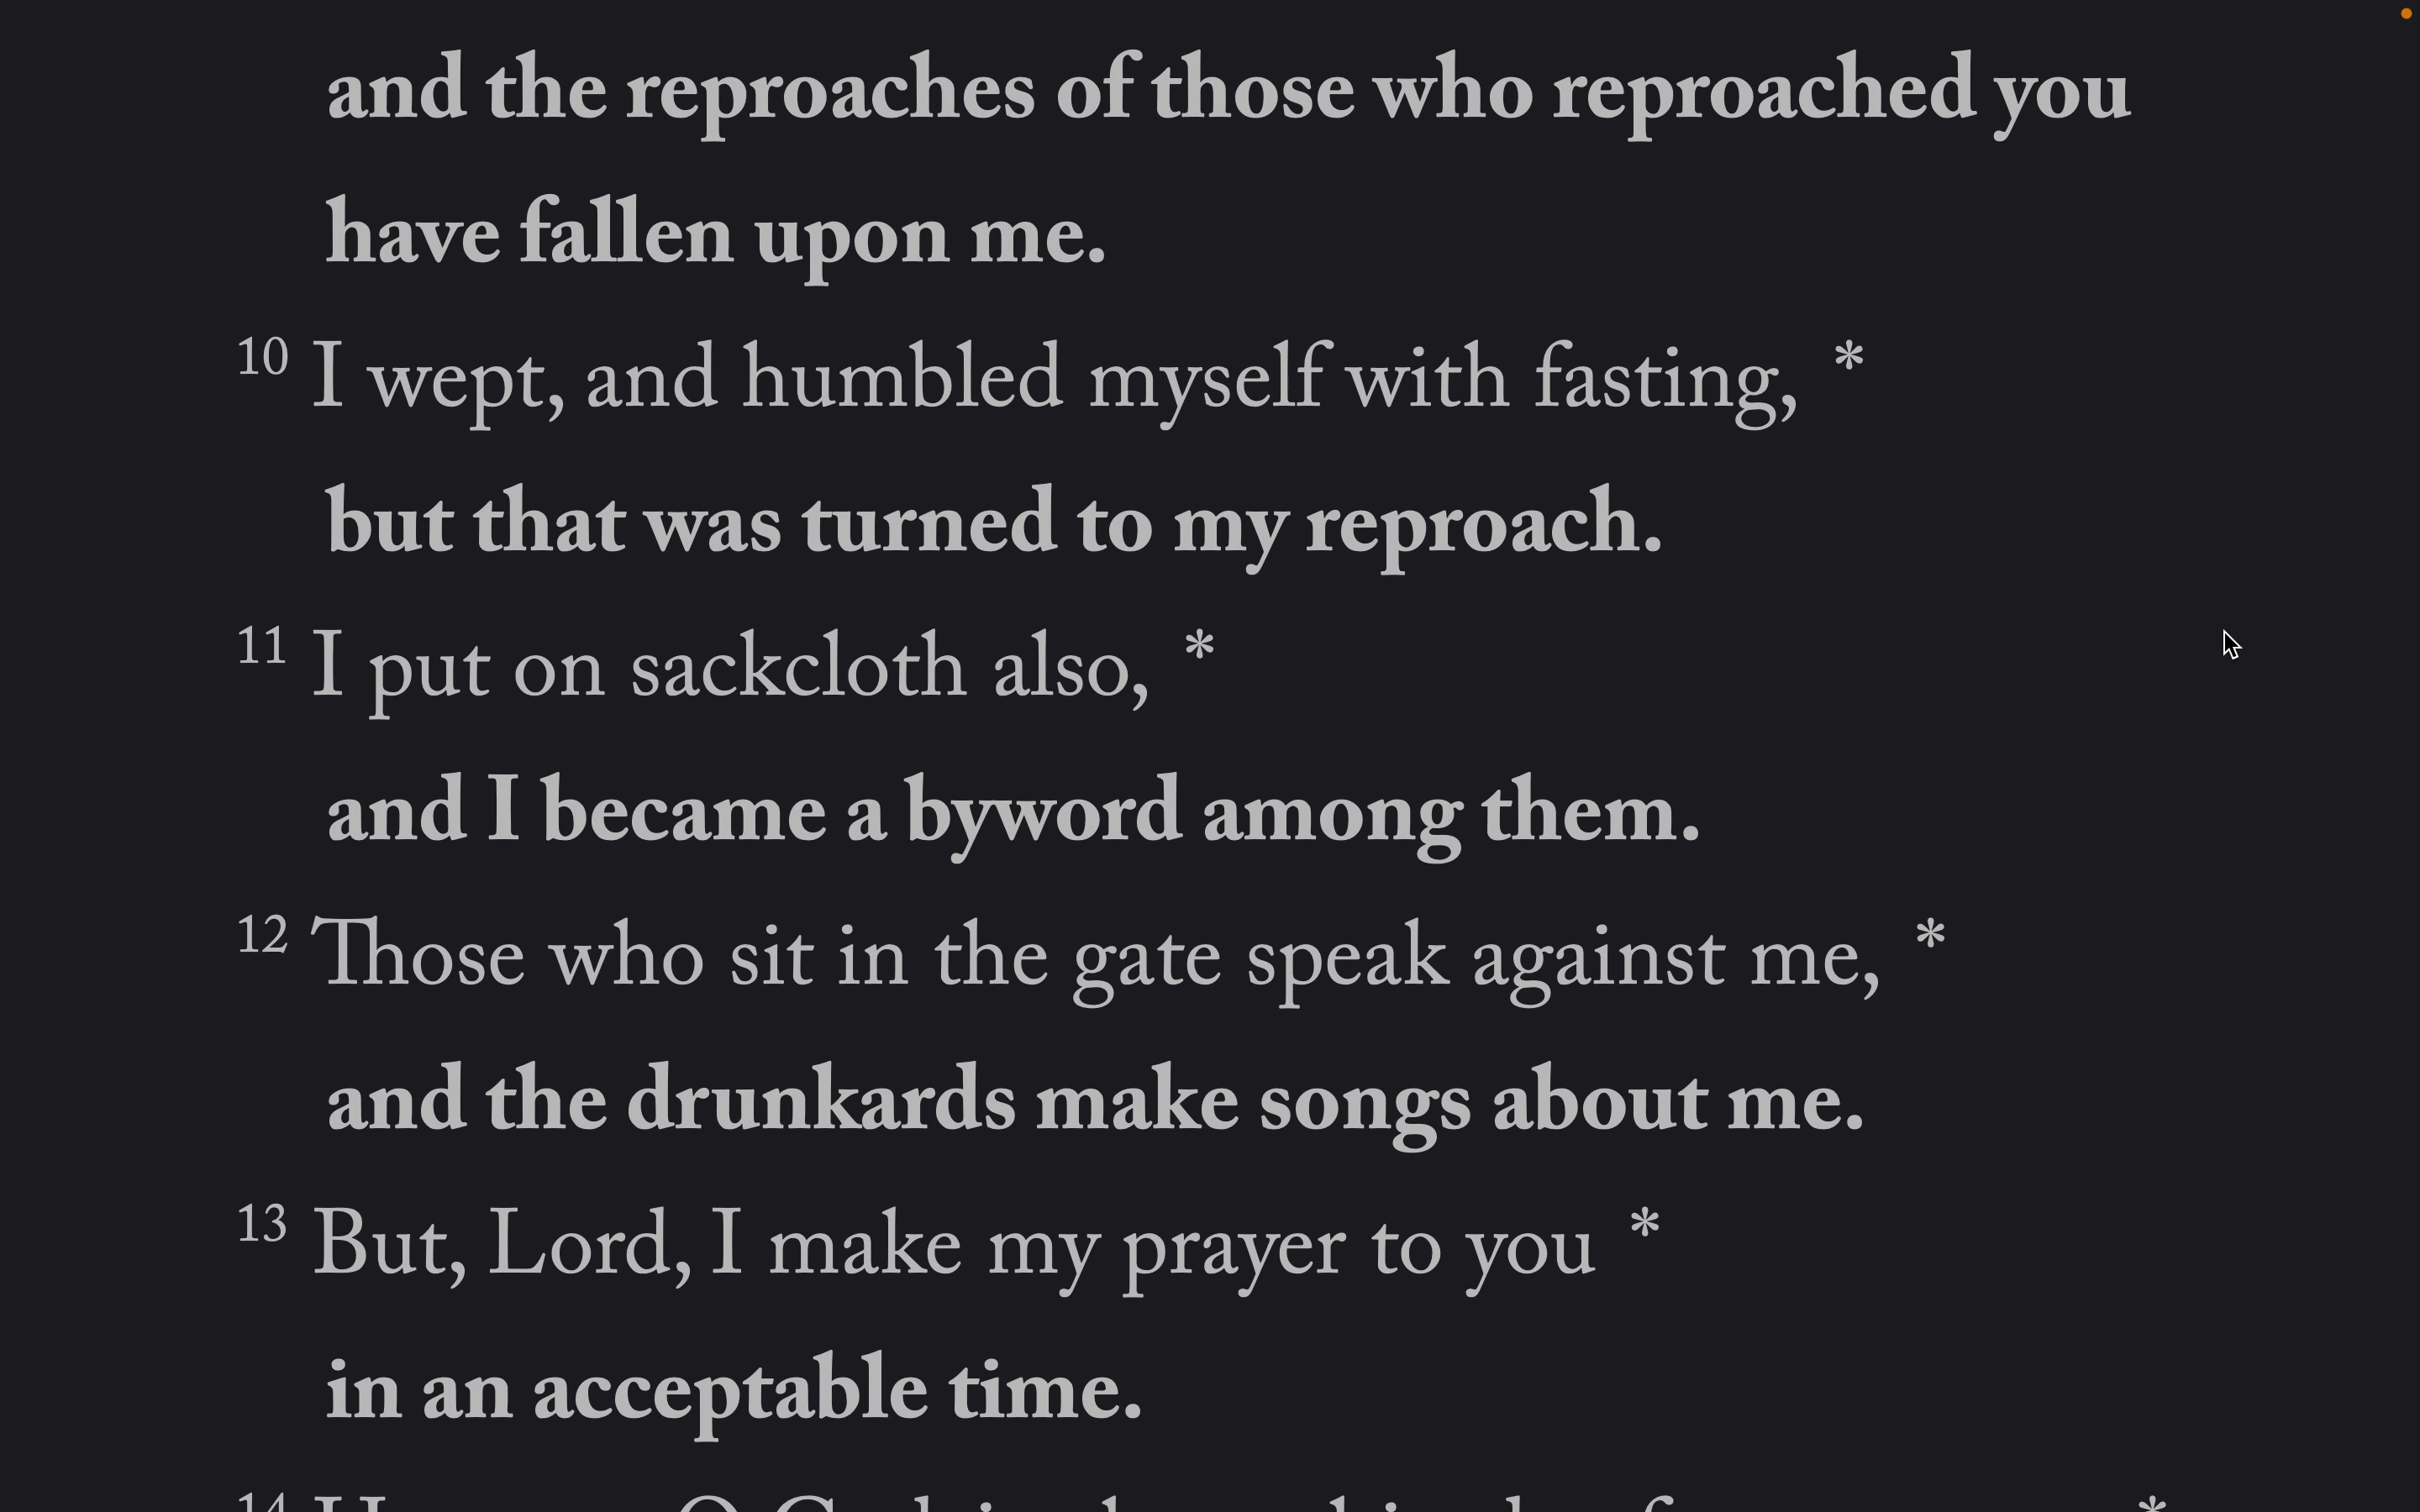 and the reproaches of those who reproached you
have fallen upon me.
10 I wept, and humbled myself with fasting, *
but that was turned to my reproach.
11 I put on sackcloth also, *
and I became a byword among them.
12 Those who sit in the gate speak against me, *
and the drunkards make songs about me.
13 But, Lord, I make my prayer to you *
in an acceptable time.
14